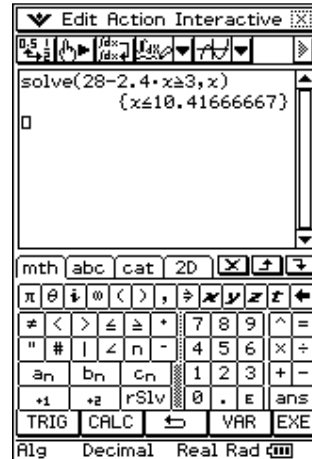 Edit Action Interactive
solve(28-2.4·x≥3,x)
{x≤10.41666667}
mth abc cat 2D
π θ i ∞ ( ) , ⇒ x y z t ←
≠ < > ≤ ≥ 7 8 9 ^ =
" # | ∠ 4 5 6 × ÷
an bn cn 1 2 3 + -
+1 +2 rSlv 0 . E ans
TRIG CALC VAR EXE
Alg Decimal Real Rad